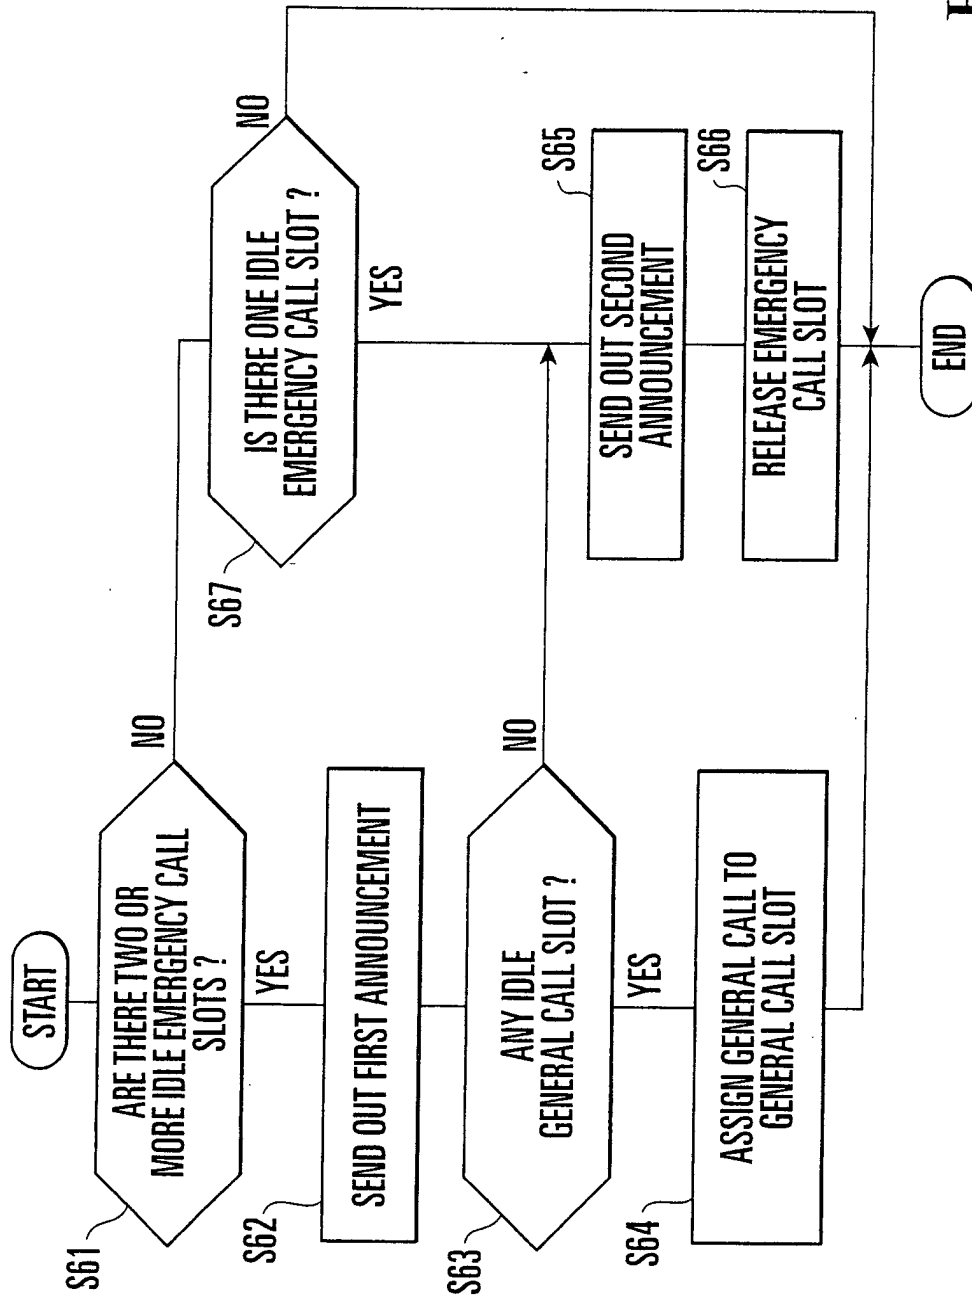 START
S61
ARE THERE TWO OR
MORE IDLE EMERGENCY CALL
SLOTS ?
NO
YES
S62
SEND OUT FIRST ANNOUNCEMENT
S63
ANY IDLE
GENERAL CALL SLOT ?
NO
YES
S64
ASSIGN GENERAL CALL TO
GENERAL CALL SLOT
S67
IS THERE ONE IDLE
EMERGENCY CALL SLOT ?
NO
YES
S65
SEND OUT SECOND
ANNOUNCEMENT
S66
RELEASE EMERGENCY
CALL SLOT
END